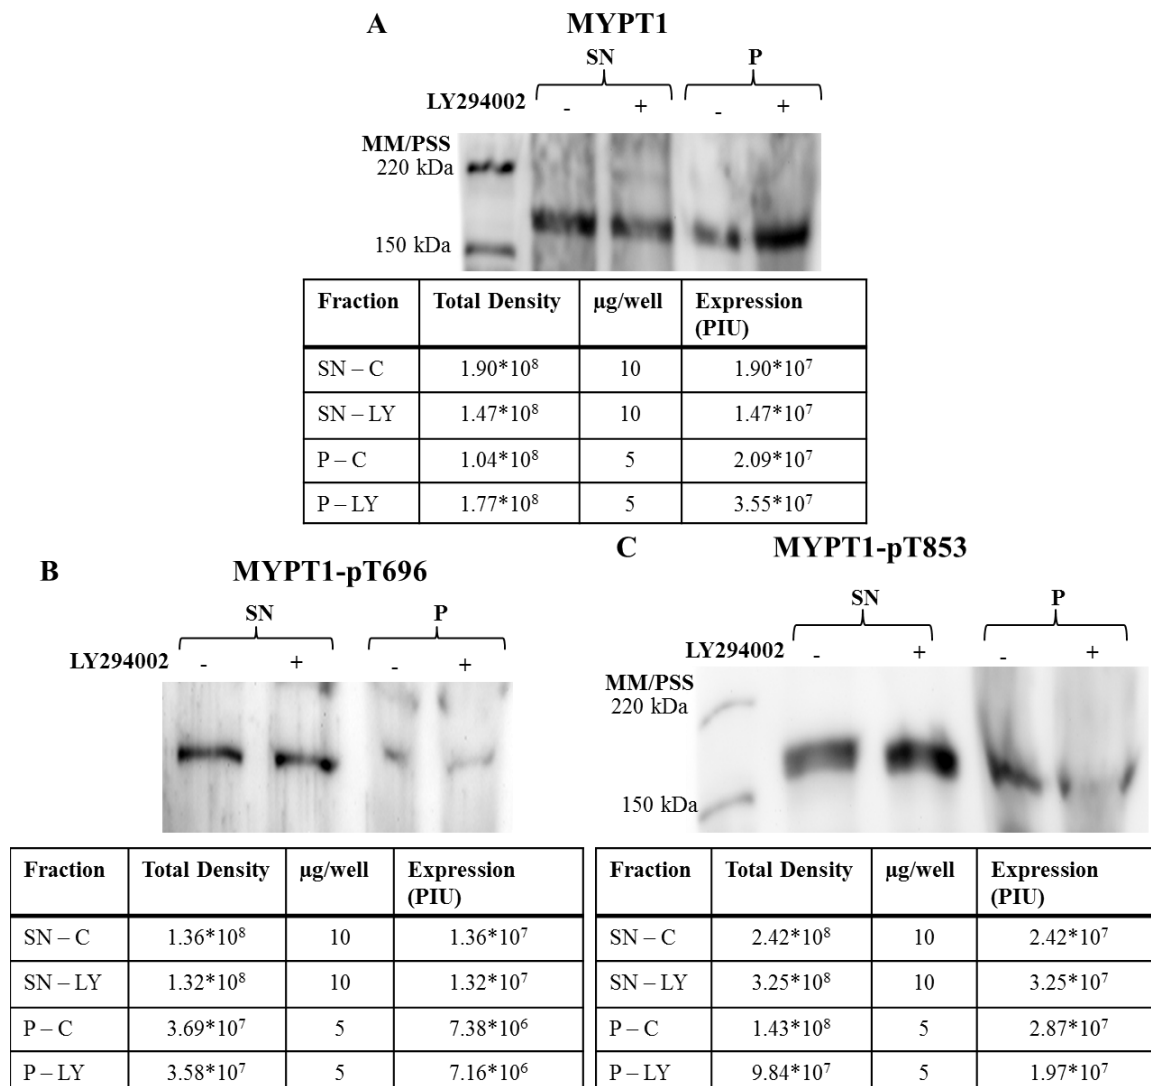 A MYPT1
SN P
LY294002 - + - +
MM/PSS
220 kDa
150 kDa
Fraction Total Density µg/well Expression (PIU)
SN – C 1.90*10⁸ 10 1.90*10⁷
SN – LY 1.47*10⁸ 10 1.47*10⁷
P – C 1.04*10⁸ 5 2.09*10⁷
P – LY 1.77*10⁸ 5 3.55*10⁷
B MYPT1-pT696
SN P
LY294002 - + - +
Fraction Total Density µg/well Expression (PIU)
SN – C 1.36*10⁸ 10 1.36*10⁷
SN – LY 1.32*10⁸ 10 1.32*10⁷
P – C 3.69*10⁷ 5 7.38*10⁶
P – LY 3.58*10⁷ 5 7.16*10⁶
C MYPT1-pT853
SN P
LY294002 - + - +
MM/PSS
220 kDa
150 kDa
Fraction Total Density µg/well Expression (PIU)
SN – C 2.42*10⁸ 10 2.42*10⁷
SN – LY 3.25*10⁸ 10 3.25*10⁷
P – C 1.43*10⁸ 5 2.87*10⁷
P – LY 9.84*10⁷ 5 1.97*10⁷